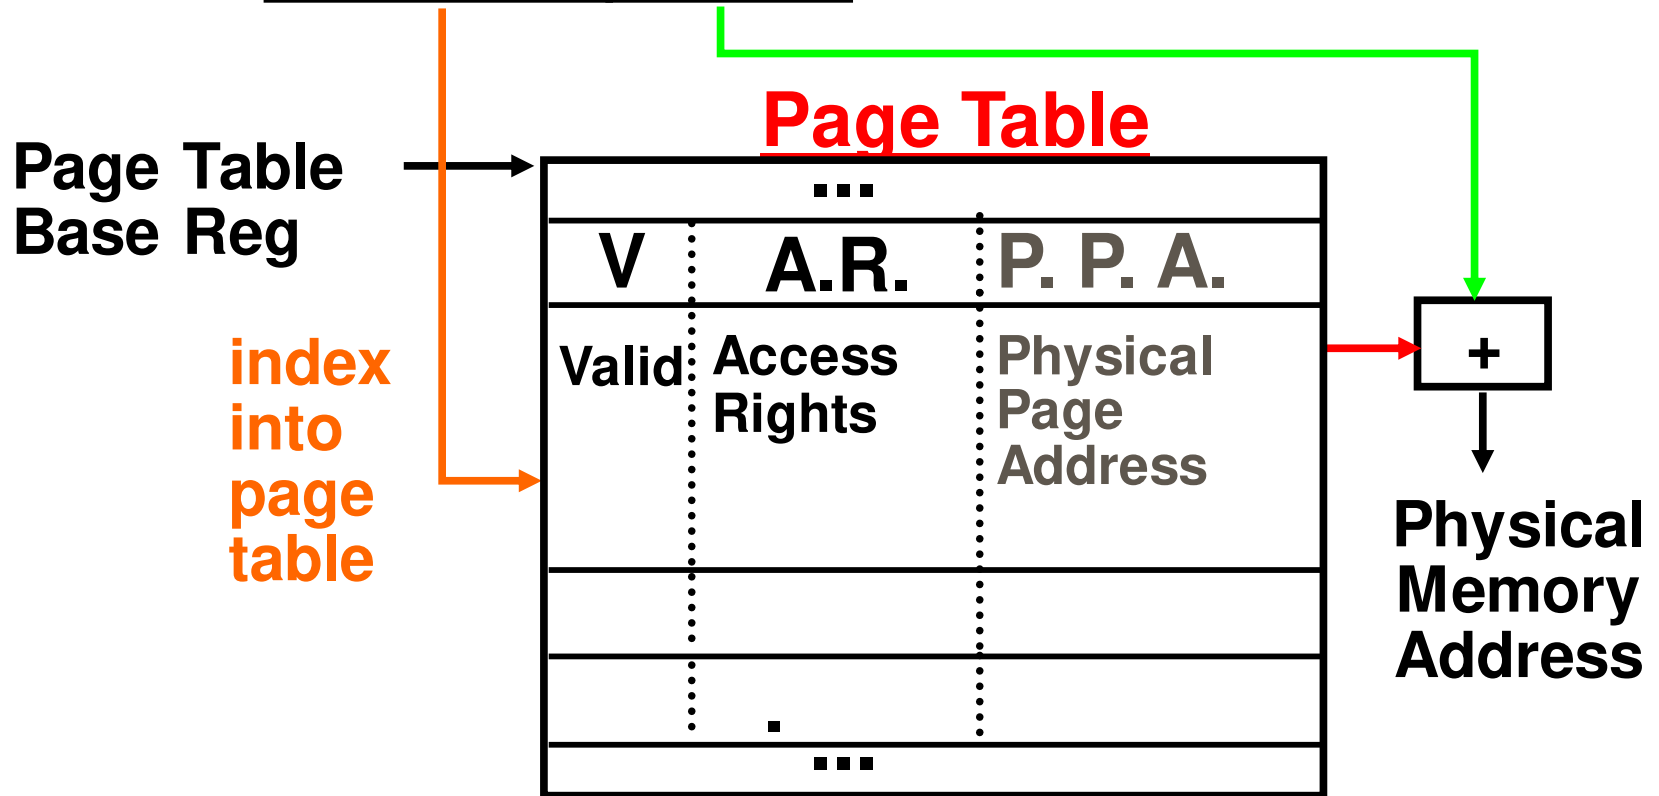 Page Table
Page Table
Base Reg
...
V A.R. P. P. A.
index
into
page
table
Valid
Access
Rights
Physical
Page
Address
+
Physical
Memory
Address
.
...